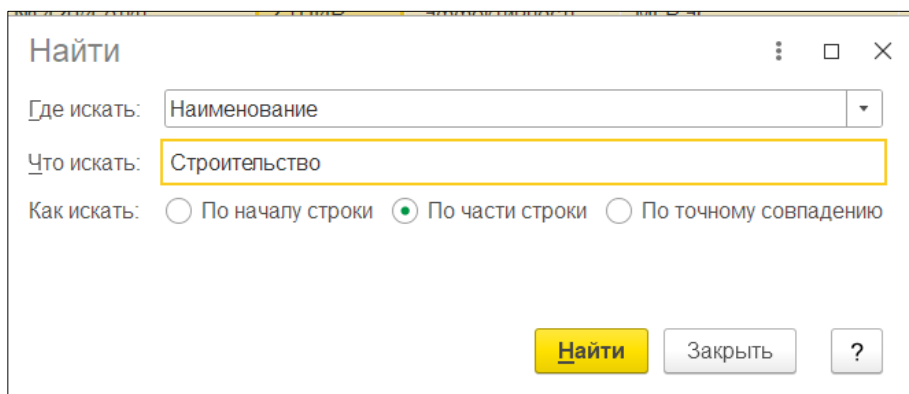 Найти
Где искать: Наименование
Что искать: Строительство
Как искать: По началу строки По части строки По точному совпадению
Найти Закрыть ?